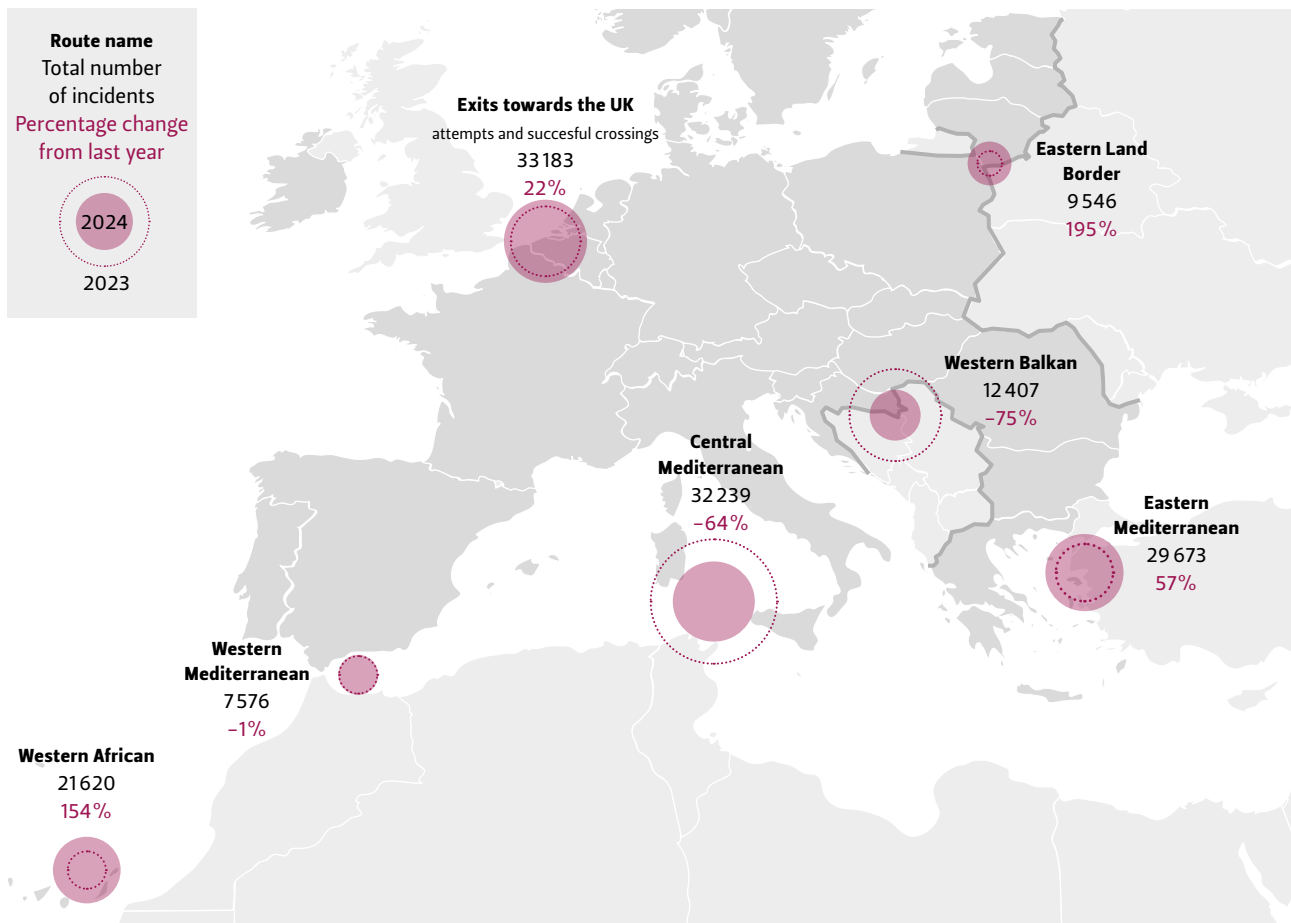 Route name
Total number
of incidents
Percentage change
from last year
2024
2023
Exits towards the UK
attempts and succesful crossings
33 183
22%
Eastern Land
Border
9 546
195%
Western Balkan
12 407
–75%
Central
Mediterranean
32 239
–64%
Eastern
Mediterranean
29 673
57%
Western
Mediterranean
7 576
–1%
Western African
21 620
154%